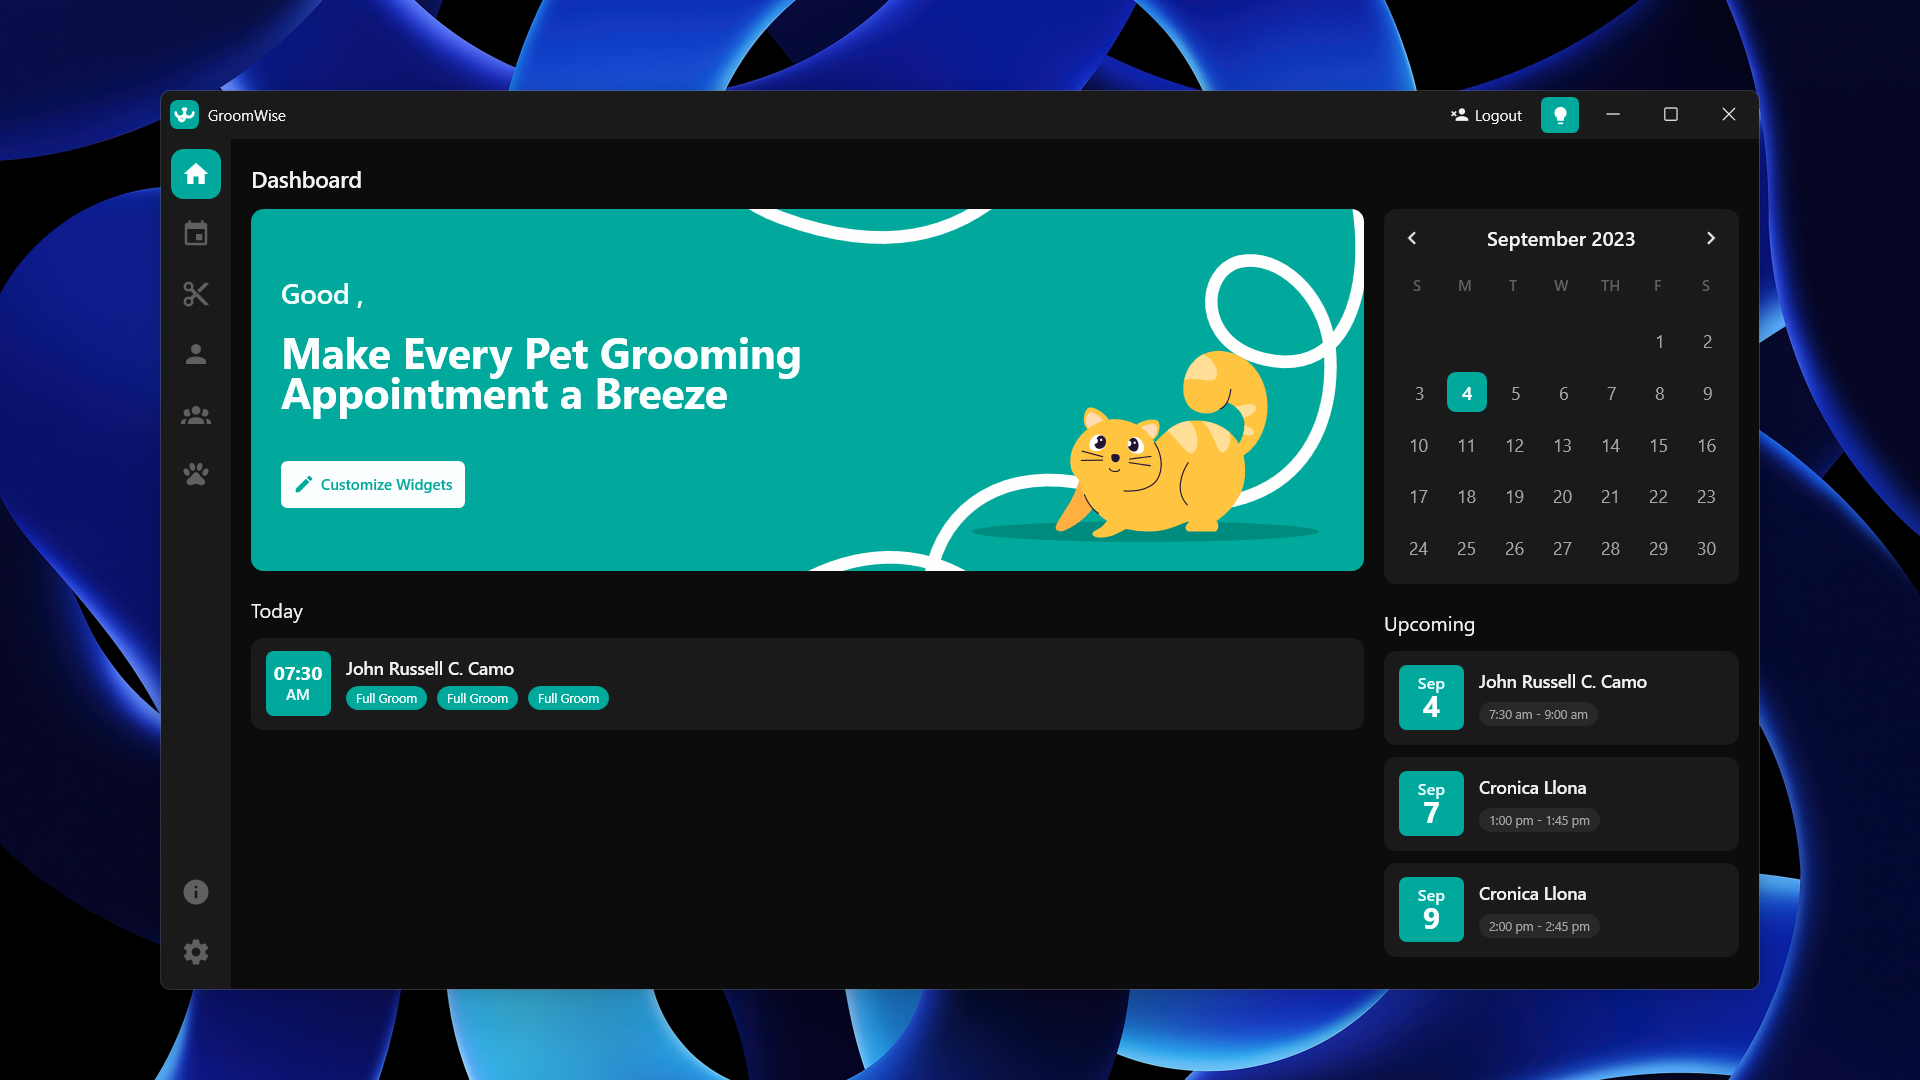 GroomWise
Logout
Dashboard
Good ,
Make Every Pet Grooming
Appointment a Breeze
Customize Widgets
September 2023
S M T W TH F S
1 2
3 4 5 6 7 8 9
10 11 12 13 14 15 16
17 18 19 20 21 22 23
24 25 26 27 28 29 30
Today
07:30
AM
John Russell C. Camo
Full Groom Full Groom Full Groom
Upcoming
Sep
4
John Russell C. Camo
7:30 am - 9:00 am
Sep
7
Cronica Llona
1:00 pm - 1:45 pm
Sep
9
Cronica Llona
2:00 pm - 2:45 pm